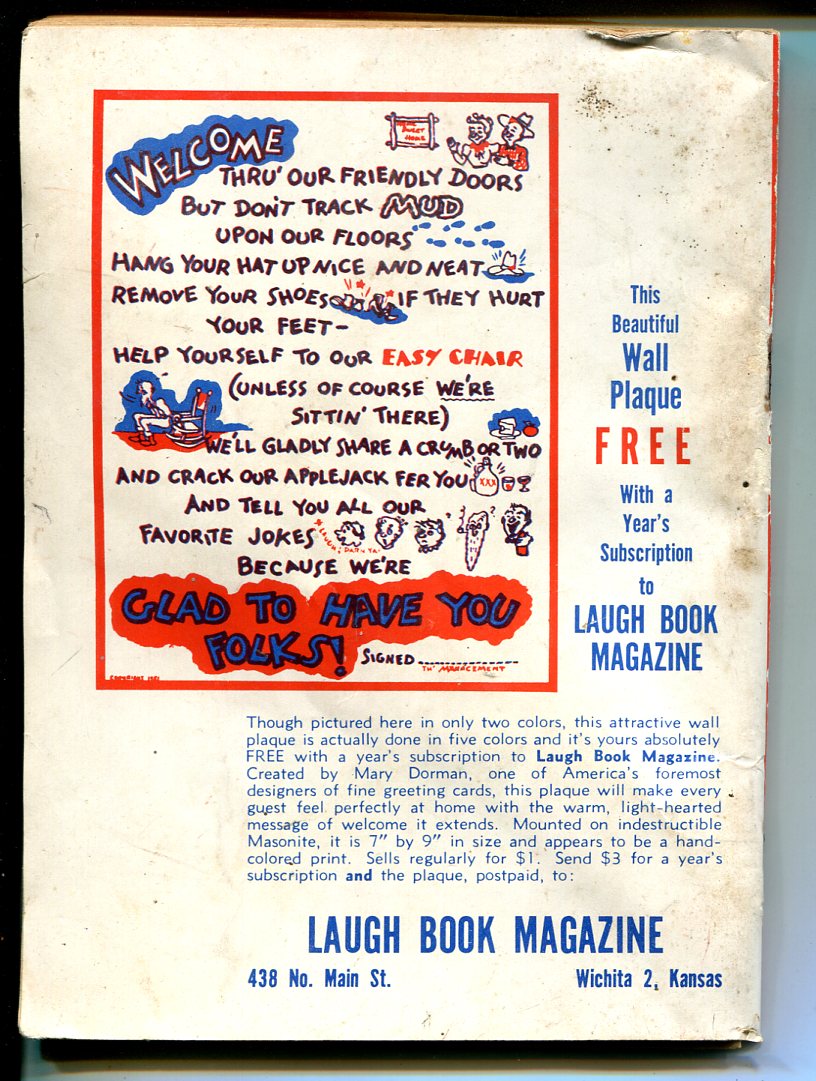 HOME
SWEET
HOME
WELCOME
THRU' OUR FRIENDLY DOORS
BUT DON'T TRACK MUD
UPON OUR FLOORS
HANG YOUR HAT UP NICE AND NEAT
REMOVE YOUR SHOES IF THEY HURT
YOUR FEET-
HELP YOURSELF TO OUR EASY CHAIR
(UNLESS OF COURSE WE'RE
SITTIN' THERE)
WE'LL GLADLY SHARE A CRUMB OR TWO
AND CRACK OUR APPLEJACK FER YOU
XXX
AND TELL YOU ALL OUR
FAVORITE JOKES
LAUGH! DARN YA'
BECAUSE WE'RE
GLAD TO HAVE YOU
FOLKS!
SIGNED
TH' MANAGEMENT
COPYRIGHT 1951
This
Beautiful
Wall
Plaque
FREE
With a
Year's
Subscription
to
LAUGH BOOK
MAGAZINE
Though pictured here in only two colors, this attractive wall
plaque is actually done in five colors and it's yours absolutely
FREE with a year's subscription to Laugh Book Magazine.
Created by Mary Dorman, one of America's foremost
designers of fine greeting cards, this plaque will make every
guest feel perfectly at home with the warm, light-hearted
message of welcome it extends. Mounted on indestructible
Masonite, it is 7" by 9" in size and appears to be a hand-
colored print. Sells regularly for $1. Send $3 for a year's
subscription and the plaque, postpaid, to:
LAUGH BOOK MAGAZINE
438 No. Main St. Wichita 2, Kansas